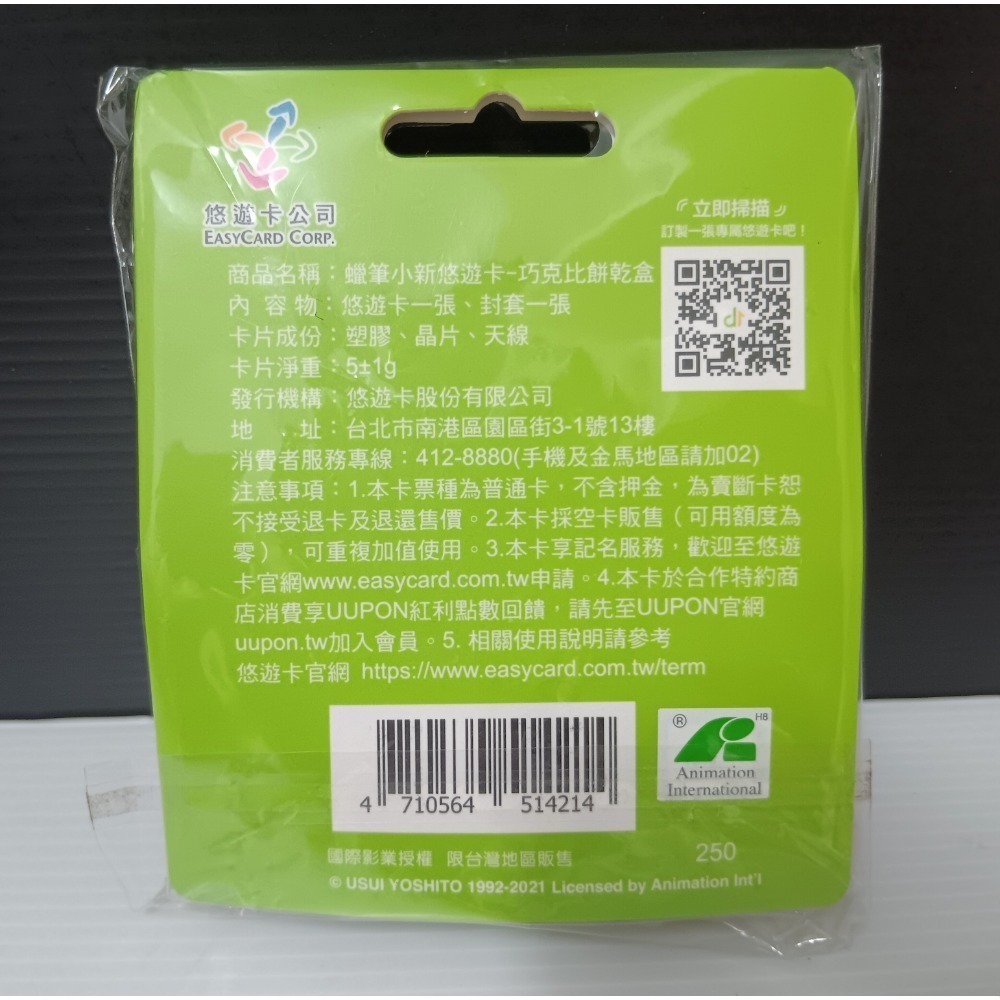 悠遊卡公司
EASYCARD CORP.
立即掃描
訂製一張專屬悠遊卡吧！
商品名稱：蠟筆小新悠遊卡-巧克比餅乾盒
內容物：悠遊卡一張、封套一張
卡片成份：塑膠、晶片、天線
卡片淨重：5±1g
發行機構：悠遊卡股份有限公司
地址：台北市南港區園區街3-1號13樓
消費者服務專線：412-8880(手機及金馬地區請加02)
注意事項：1.本卡票種為普通卡，不含押金，為賣斷卡恕
不接受退卡及退還售價。2.本卡採空卡販售（可用額度為
零），可重複加值使用。3.本卡享記名服務，歡迎至悠遊
卡官網www.easycard.com.tw申請。4.本卡於合作特約商
店消費享UUPON紅利點數回饋，請先至UUPON官網
uupon.tw加入會員。5. 相關使用說明請參考
悠遊卡官網 https://www.easycard.com.tw/term
4 710564 514214
® H8
Animation
International
國際影業授權 限台灣地區販售
250
© USUI YOSHITO 1992-2021 Licensed by Animation Int'l